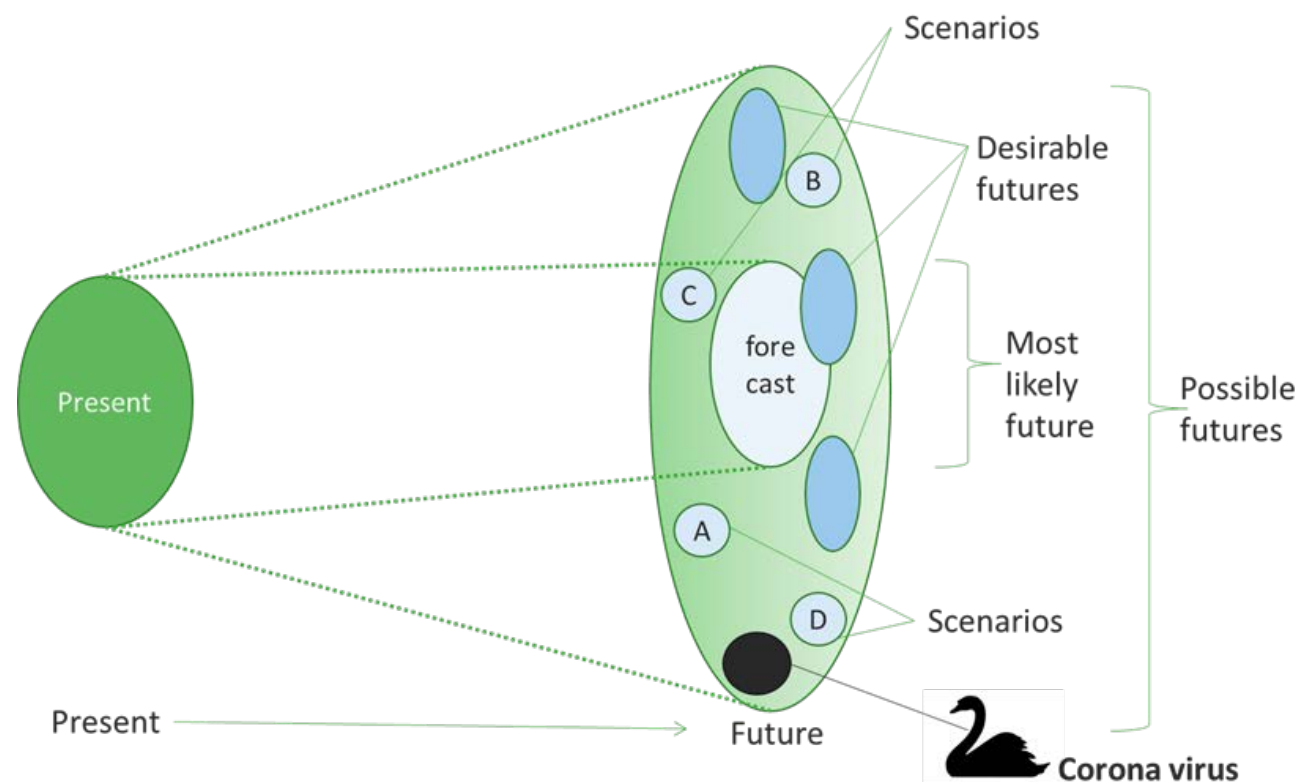 Scenarios
Desirable
futures
B
C
fore
cast
Most
likely
future
Possible
futures
Present
A
D
Scenarios
Present
Future
Corona virus